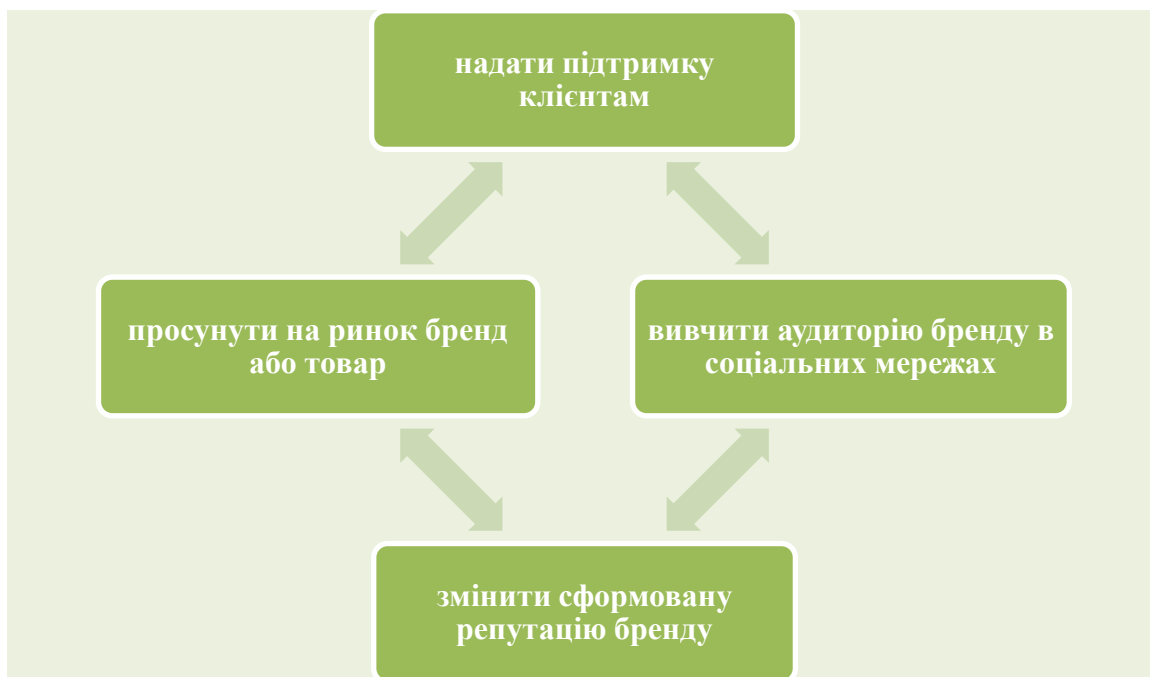 надати підтримку
клієнтам
просунути на ринок бренд
або товар
вивчити аудиторію бренду в
соціальних мережах
змінити сформовану
репутацію бренду